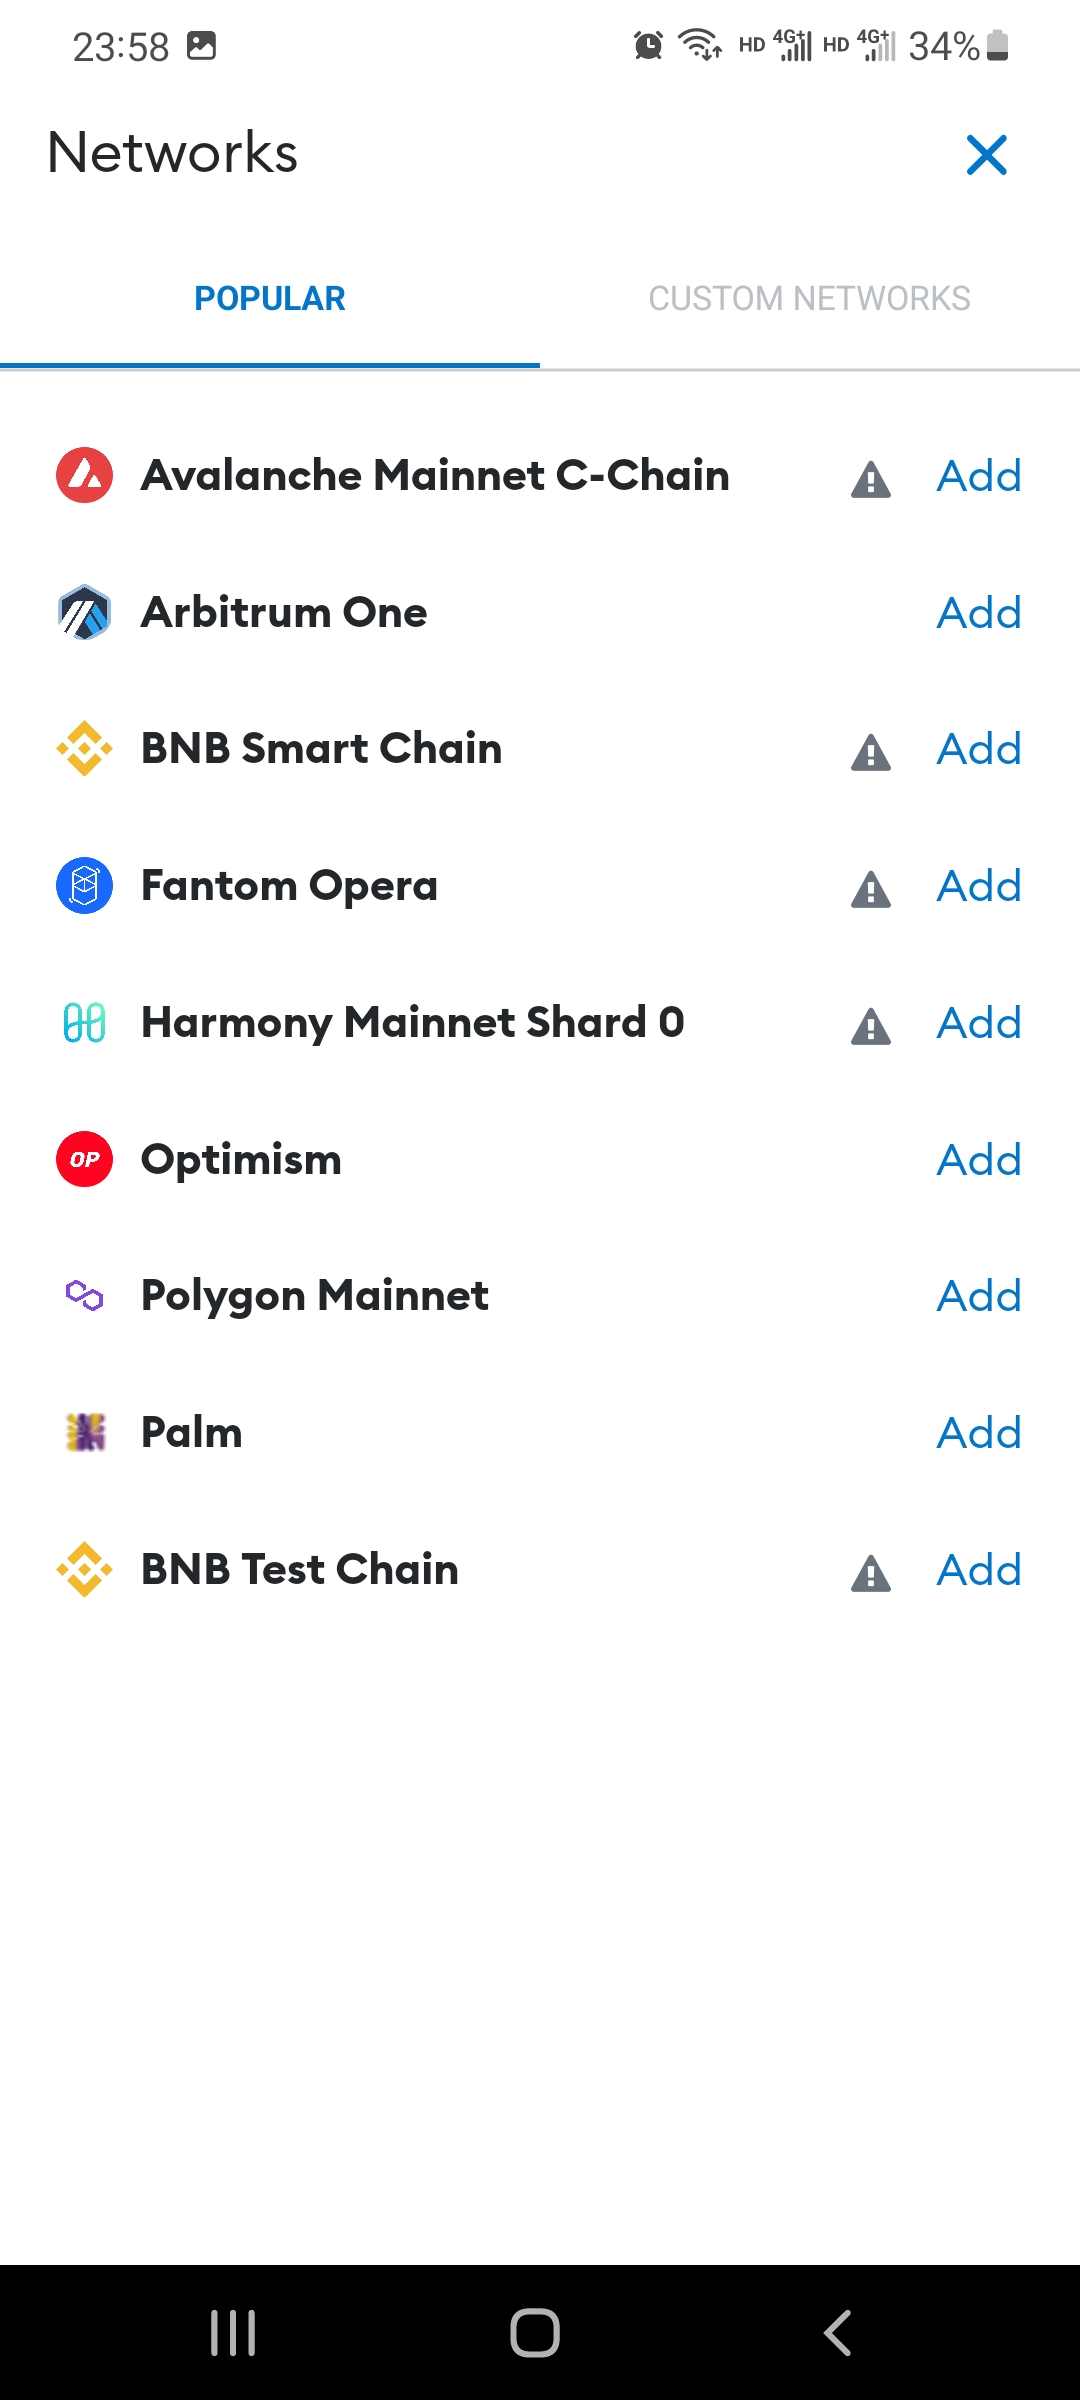 23:58 HD 4G+ HD 4G+ 34%
Networks
POPULAR CUSTOM NETWORKS
Avalanche Mainnet C-Chain Add
Arbitrum One Add
BNB Smart Chain Add
Fantom Opera Add
Harmony Mainnet Shard 0 Add
OP Optimism Add
Polygon Mainnet Add
Palm Add
BNB Test Chain Add